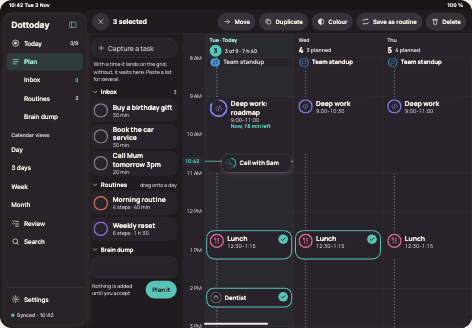 10:42 Tue 3 Nov
100 %
Dottoday
Today 3/9
Plan
Inbox 3
Routines 2
Brain dump
Calendar views
Day
3 days
Week
Month
Review
Search
Settings
Synced · 10:42
3 selected
Move
Duplicate
Colour
Save as routine
Delete
Capture a task
With a time it lands on the grid;
without, it waits here. Paste a list
for several.
Inbox 3
Buy a birthday gift
30 min
Book the car
service
30 min
Call Mum
tomorrow 3pm
20 min
Routines drag onto a day
Morning routine
4 steps · 40 min
Weekly reset
6 steps · 1 h 30
Brain dump
Nothing is added
until you accept
Plan it
Tue · Today
3 3 of 9 · 7 h 40
Wed
4 3 planned
Thu
5 4 planned
8 AM
9 AM
10 AM
10:42
11 AM
12 PM
1 PM
2 PM
3 PM
Team standup
Deep work:
roadmap
9:00–11:00
Now, 18 min left
Call with Sam
Lunch
12:30–1:15
Dentist
Team standup
Deep work
9:00–10:30
Lunch
12:30–1:15
Team standup
Deep work
9:00–11:00
Lunch
12:30–1:15